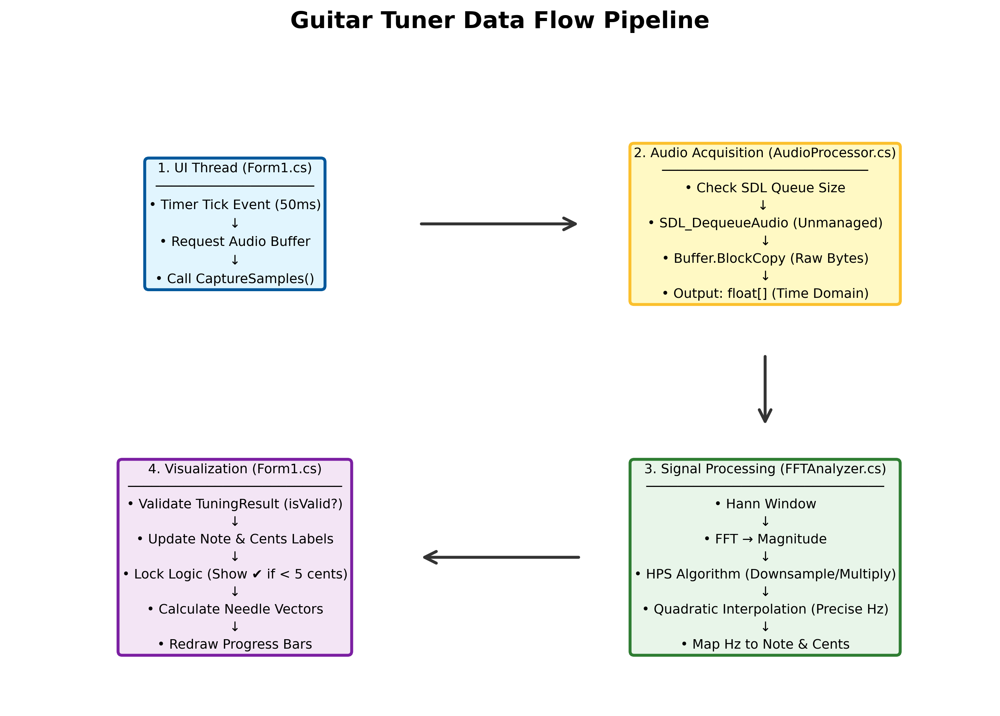 Guitar Tuner Data Flow Pipeline
1. UI Thread (Form1.cs)
• Timer Tick Event (50ms)
↓
• Request Audio Buffer
↓
• Call CaptureSamples()
2. Audio Acquisition (AudioProcessor.cs)
• Check SDL Queue Size
↓
• SDL_DequeueAudio (Unmanaged)
↓
• Buffer.BlockCopy (Raw Bytes)
↓
• Output: float[] (Time Domain)
3. Signal Processing (FFTAnalyzer.cs)
• Hann Window
↓
• FFT → Magnitude
↓
• HPS Algorithm (Downsample/Multiply)
↓
• Quadratic Interpolation (Precise Hz)
↓
• Map Hz to Note & Cents
4. Visualization (Form1.cs)
• Validate TuningResult (isValid?)
↓
• Update Note & Cents Labels
↓
• Lock Logic (Show ✔ if < 5 cents)
↓
• Calculate Needle Vectors
↓
• Redraw Progress Bars